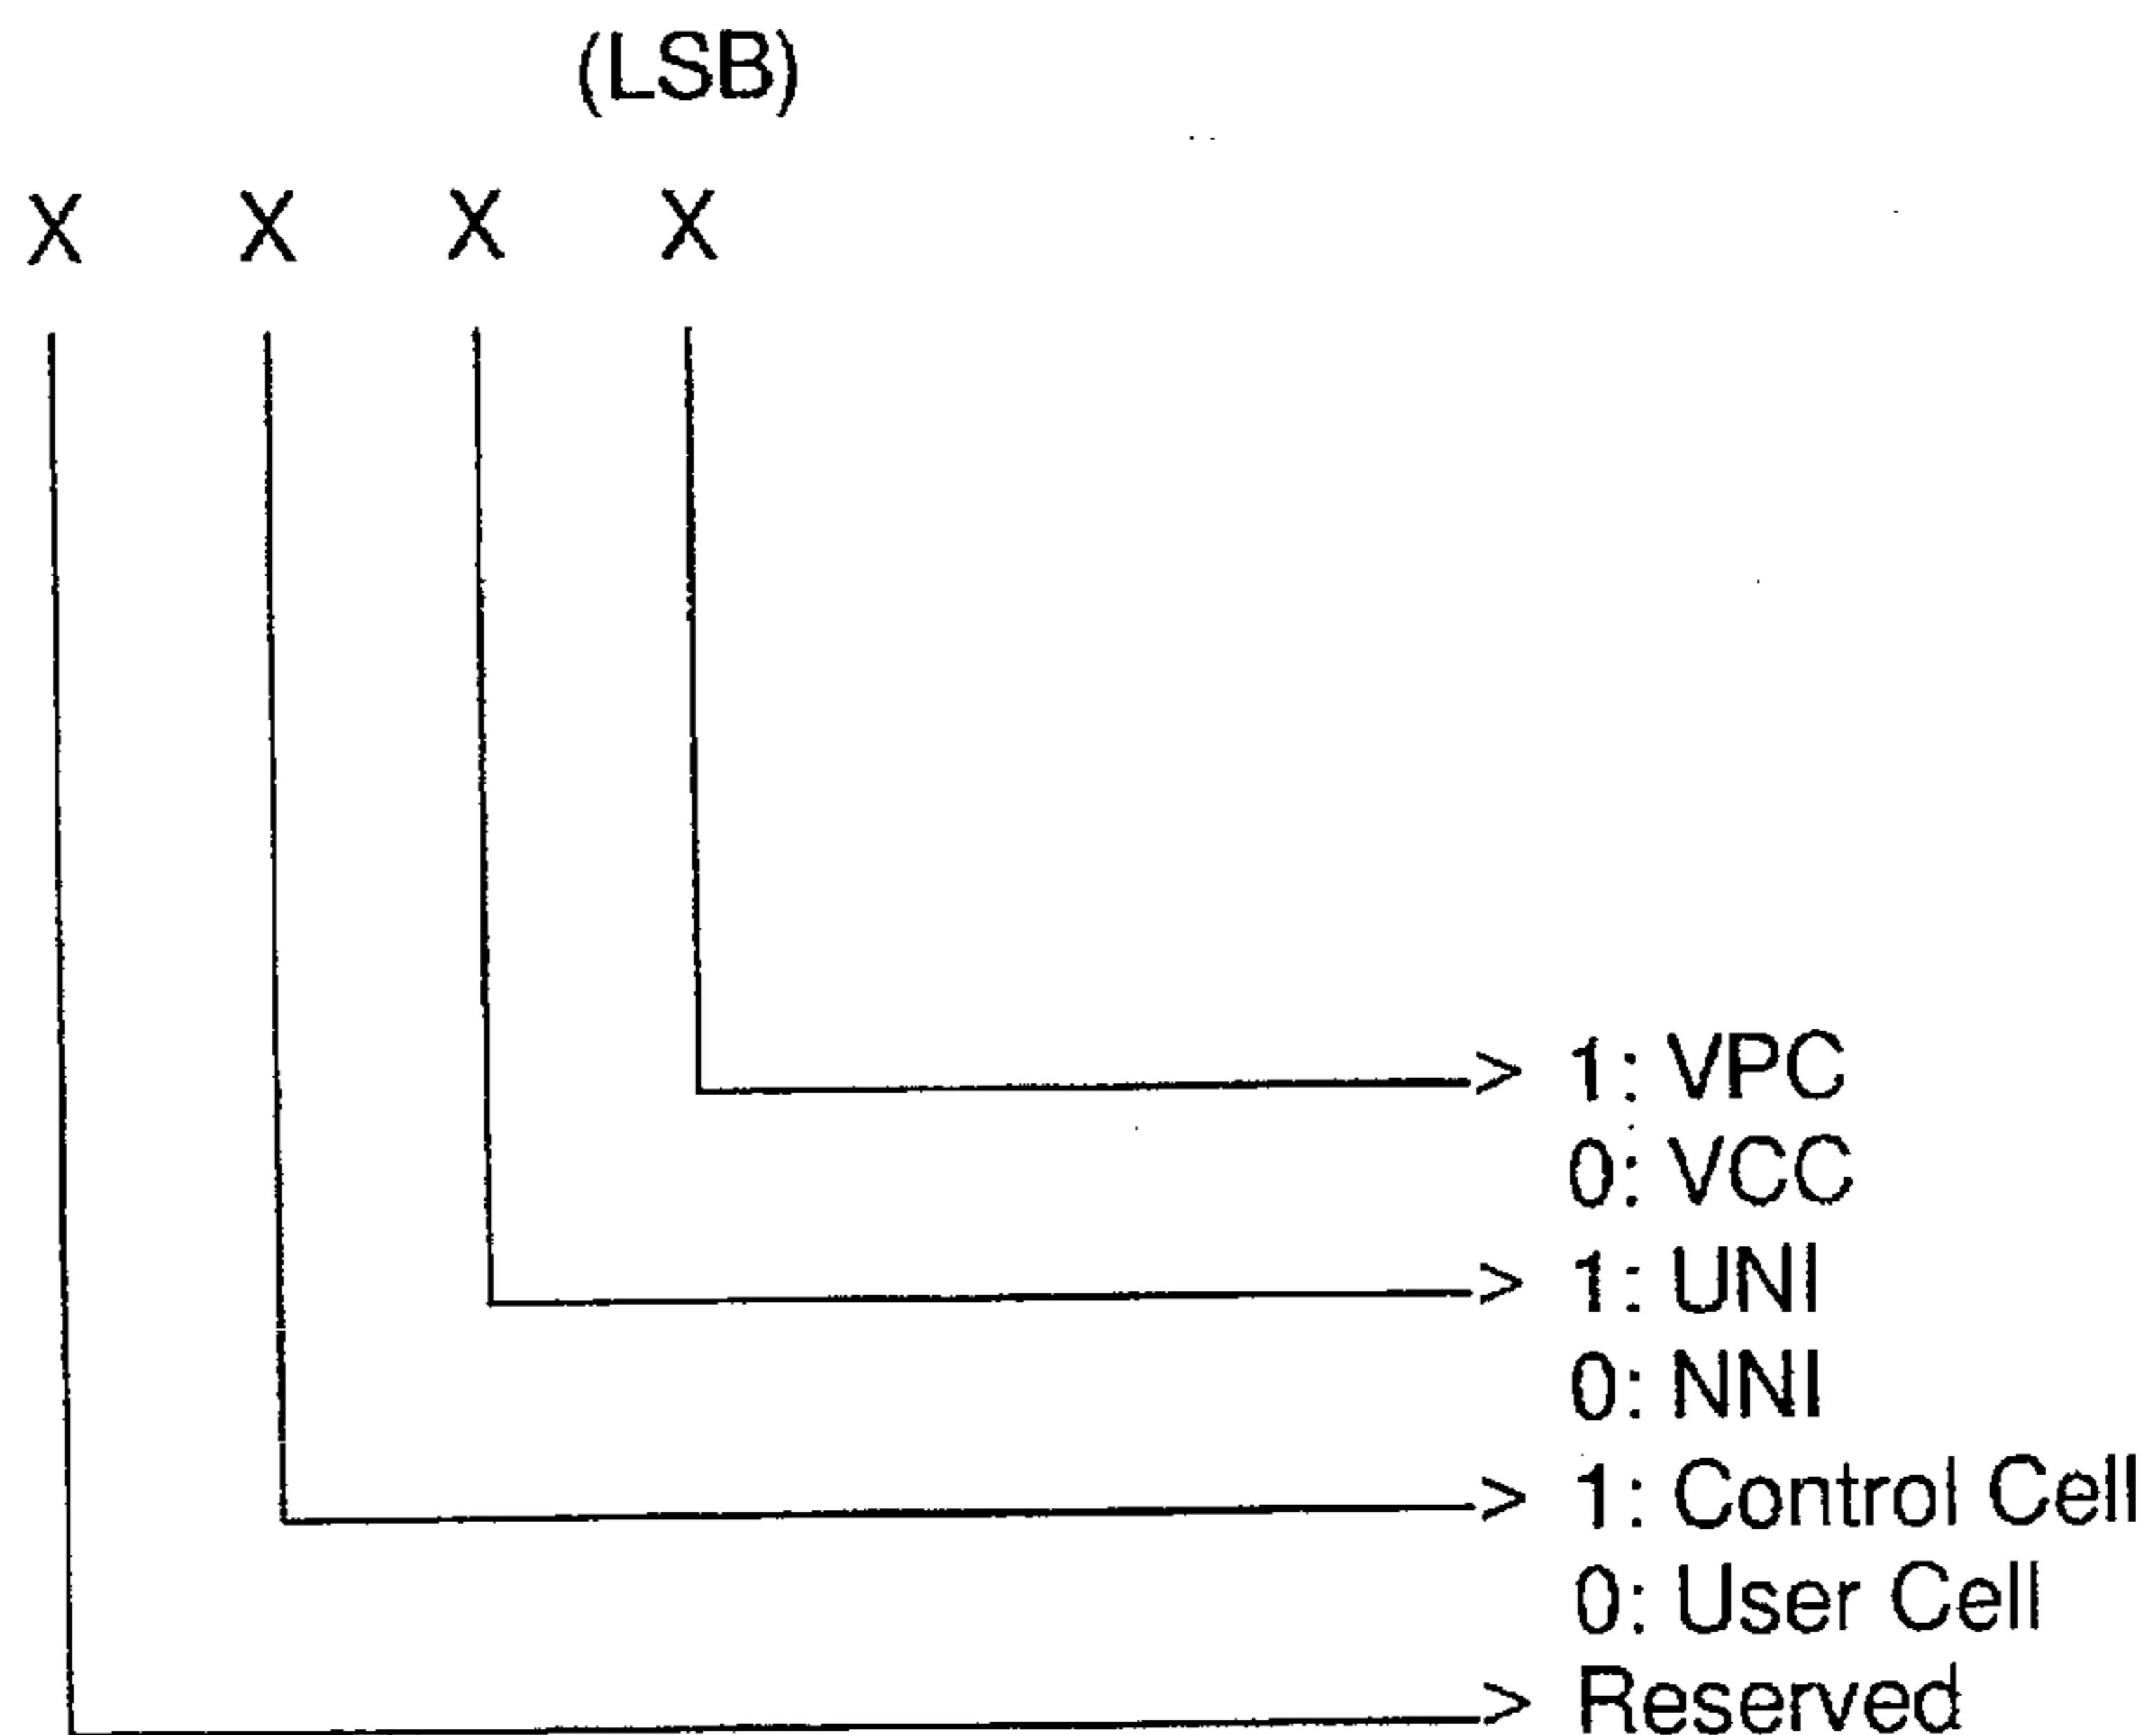 (LSB)
X X X X
> 1: VPC
0: VCC
> 1: UNI
0: NNI
> 1: Control Cell
0: User Cell
> Reserved